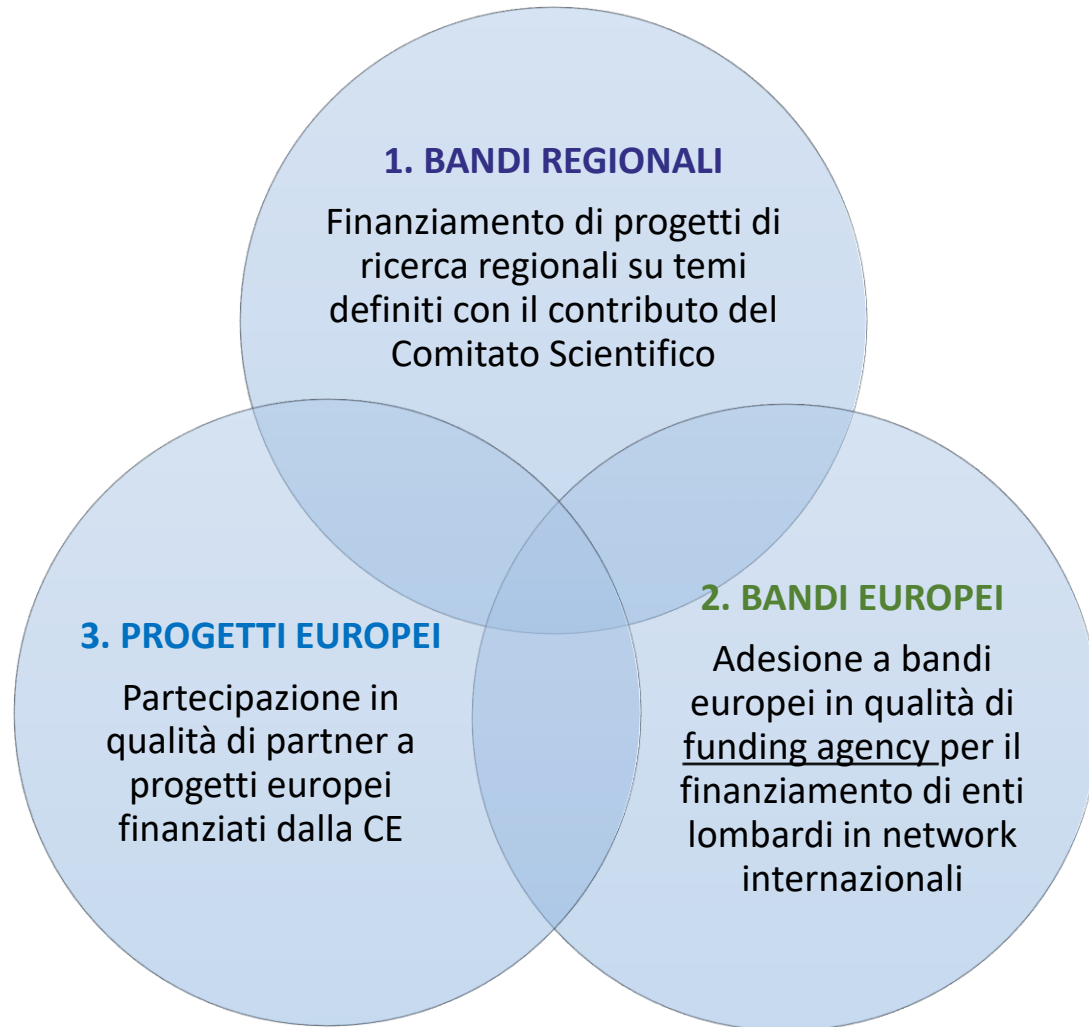 1. BANDI REGIONALI
Finanziamento di progetti di
ricerca regionali su temi
definiti con il contributo del
Comitato Scientifico
2. BANDI EUROPEI
Adesione a bandi
europei in qualità di
funding agency per il
finanziamento di enti
lombardi in network
internazionali
3. PROGETTI EUROPEI
Partecipazione in
qualità di partner a
progetti europei
finanziati dalla CE